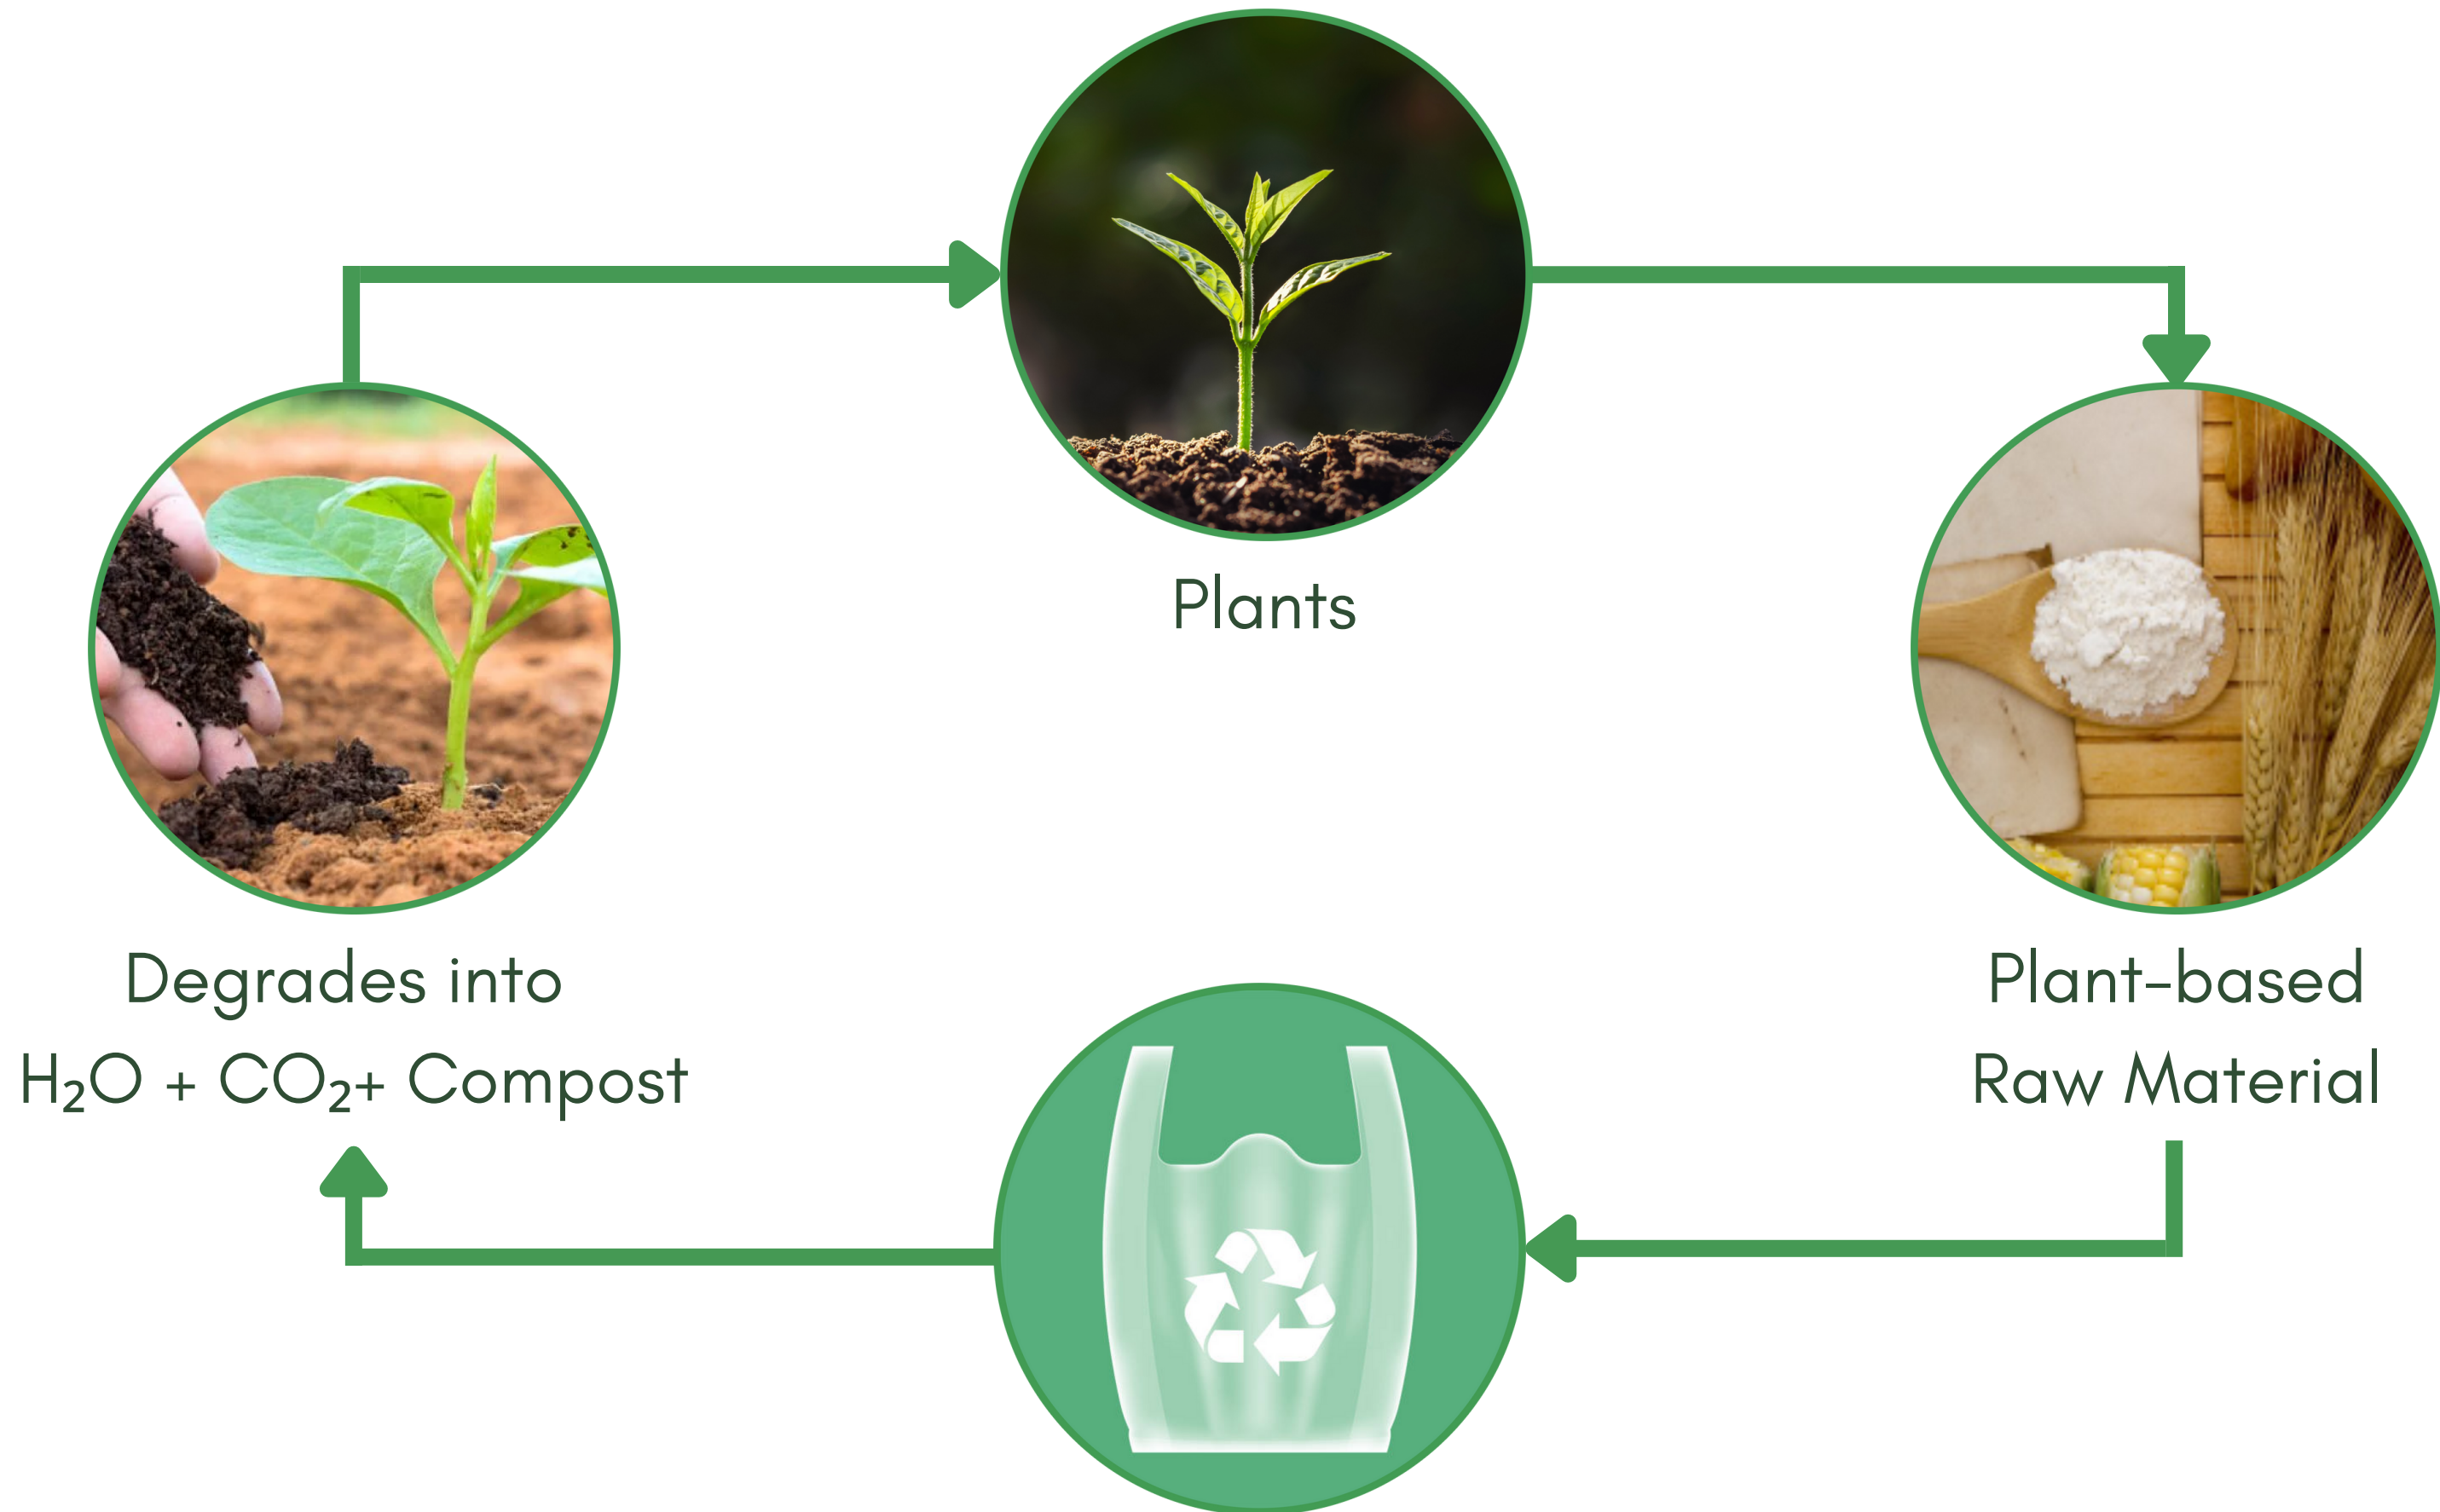 Plants
Degrades into
H₂O + CO₂+ Compost
Plant-based
Raw Material